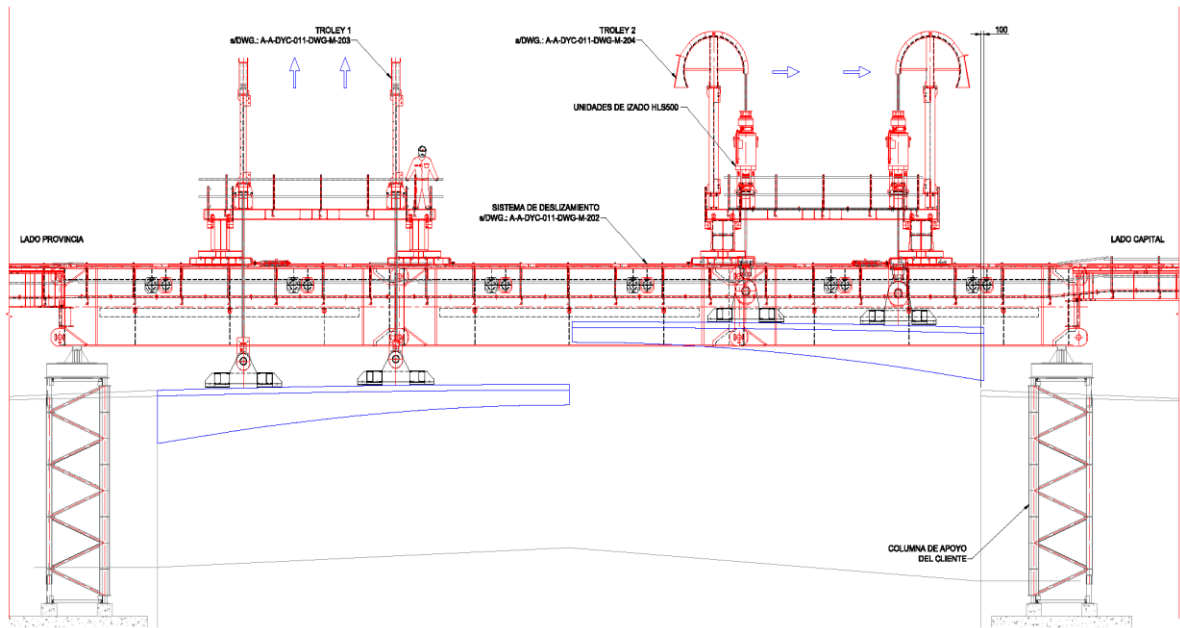 TROLEY 1
s/DWG.: A-A-DYC-011-DWG-M-203
TROLEY 2
s/DWG.: A-A-DYC-011-DWG-M-204
100
UNIDADES DE IZADO HLS500
SISTEMA DE DESLIZAMIENTO
s/DWG.: A-A-DYC-011-DWG-M-202
LADO PROVINCIA
LADO CAPITAL
COLUMNA DE APOYO
DEL CLIENTE